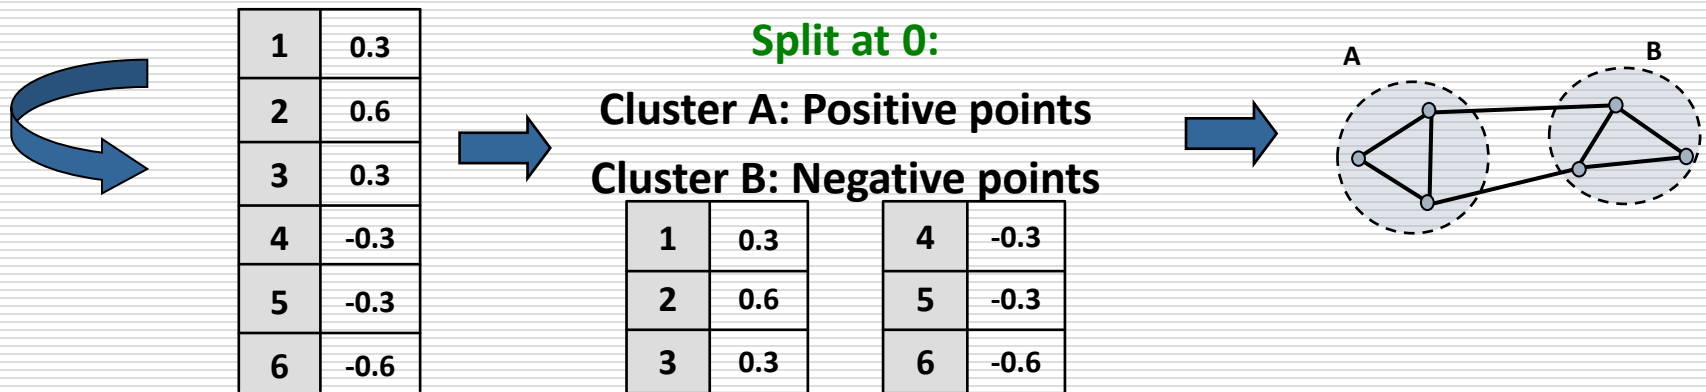 1 0.3
2 0.6
3 0.3
4 -0.3
5 -0.3
6 -0.6
Split at 0:
Cluster A: Positive points
Cluster B: Negative points
1 0.3
2 0.6
3 0.3
4 -0.3
5 -0.3
6 -0.6
A
B